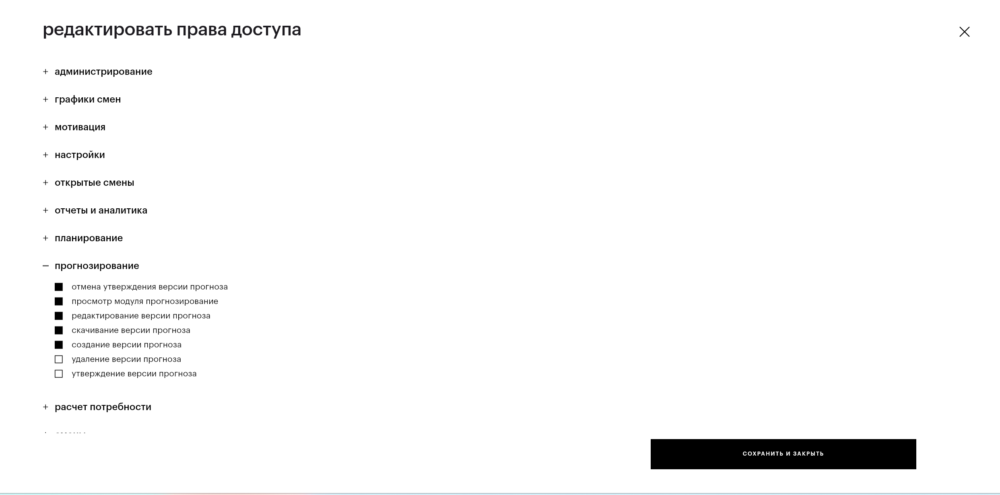 редактировать права доступа
администрирование
графики смен
мотивация
настройки
открытые смены
отчеты и аналитика
планирование
прогнозирование
отмена утверждения версии прогноза
просмотр модуля прогнозирование
редактирование версии прогноза
скачивание версии прогноза
создание версии прогноза
удаление версии прогноза
утверждение версии прогноза
расчет потребности
СОХРАНИТЬ И ЗАКРЫТЬ